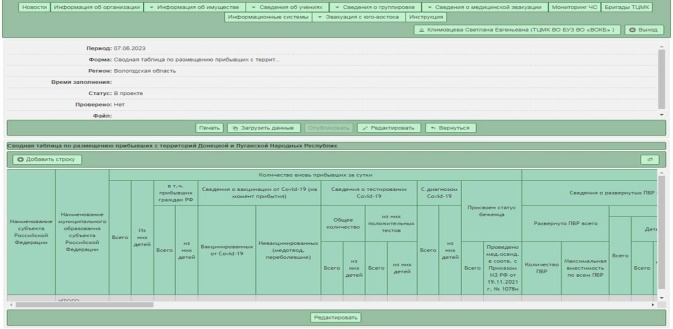 Новости Информация об организации Информация об имуществе Сведения об учениях Сведения о группировке Сведения о медицинской эвакуации Мониторинг ЧС Бригады ТЦМК
Информационные системы Эвакуация с юго-востока Инструкция
Климовцева Светлана Евгеньевна (ТЦМК ВО БУЗ ВО «ВОКБ» ) Выход
Период: 07.06.2023
Форма: Сводная таблица по размещению прибывших с террит...
Регион: Вологодская область
Время заполнения:
Статус: В проекте
Проверено: Нет
Файл:
Печать Загрузить данные Опубликовать Редактировать Вернуться
Сводная таблица по размещению прибывших с территорий Донецкой и Луганской Народных Республик
Добавить строку
Наименование субъекта Российской Федерации
Наименование муниципального образования субъекта Российской Федерации
Количество вновь прибывших за сутки
Всего
Из них детей
в т.ч. прибывших граждан РФ
Всего
из них детей
Сведения о вакцинации от Covid-19 (на момент прибытия)
Вакцинированных от Covid-19
Невакцинированных (медотвод, переболевшие)
Сведения о тестировании Covid-19
Общее количество
Всего
из них детей
из них положительных тестов
Всего
из них детей
С диагнозом Covid-19
Всего
из них детей
Присвоен статус беженца
Всего
Проведено мед.освид. в соотв. с Приказом МЗ РФ от 19.11.2021 г. № 1078н
Сведения о развернутых ПВР
Развернуто ПВР всего
Количество ПВР
Максимальная вместимость по всем ПВР
Всего
Дети
Всего
ИТОГО
Редактировать